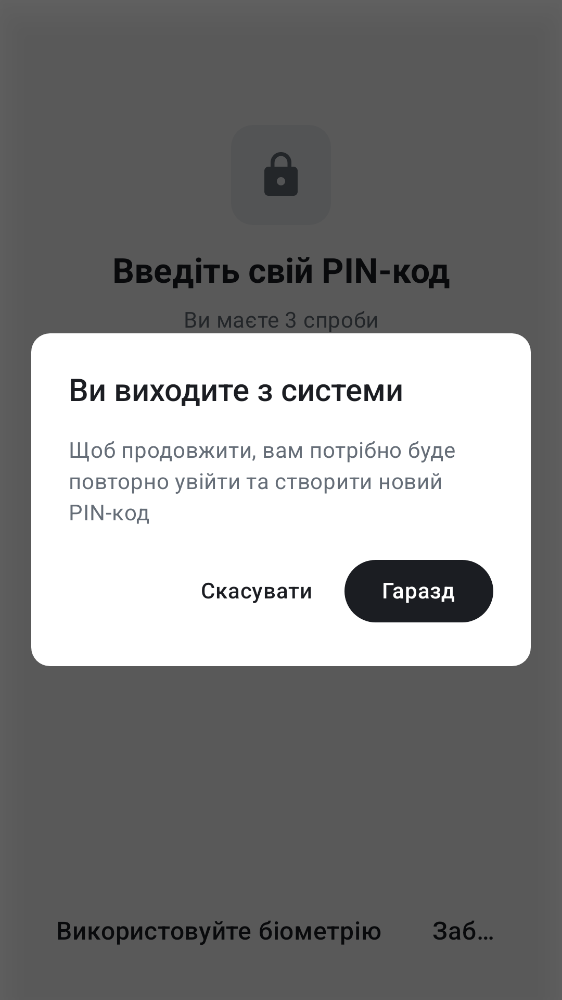 Введіть свій PIN-код
Ви маєте 3 спроби
Ви виходите з системи
Щоб продовжити, вам потрібно буде
повторно увійти та створити новий
PIN-код
Скасувати
Гаразд
Використовуйте біометрію
Заб...